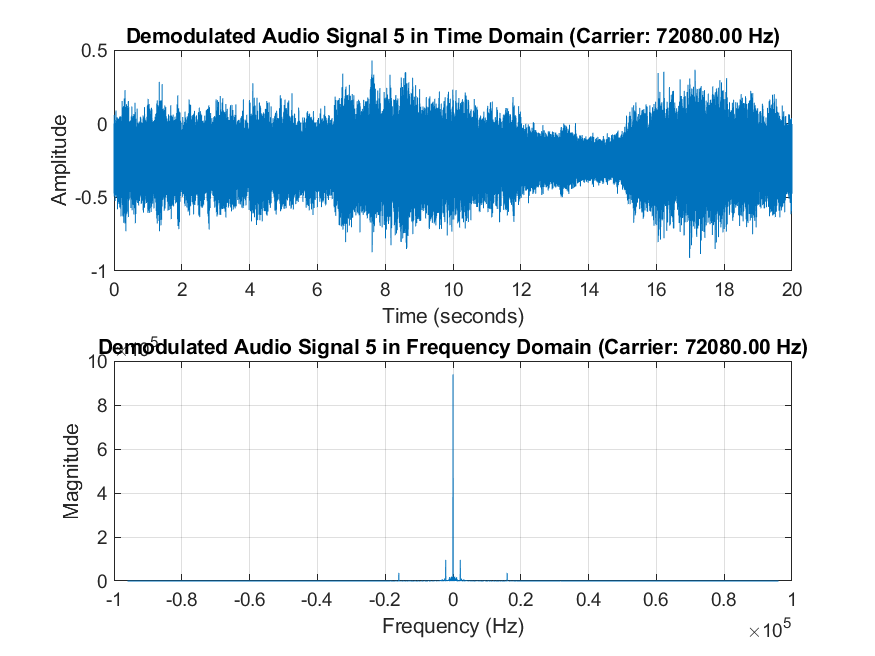 Demodulated Audio Signal 5 in Time Domain (Carrier: 72080.00 Hz)
0.5
0
-0.5
-1
Amplitude
0 2 4 6 8 10 12 14 16 18 20
Time (seconds)
Demodulated Audio Signal 5 in Frequency Domain (Carrier: 72080.00 Hz)
×10⁵
10
8
6
4
2
0
Magnitude
-1 -0.8 -0.6 -0.4 -0.2 0 0.2 0.4 0.6 0.8 1
Frequency (Hz)
×10⁵